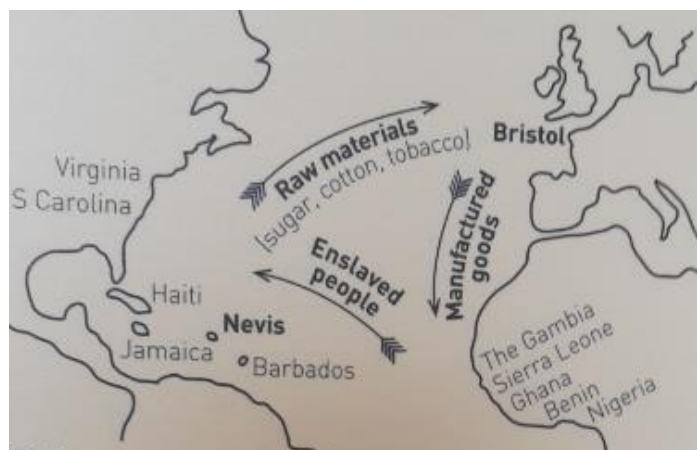 Raw materials
(sugar, cotton, tobacco)
Bristol
Virginia
S Carolina
Manufactured
goods
Enslaved
people
Haiti
Nevis
Jamaica
Barbados
The Gambia
Sierra Leone
Ghana
Benin
Nigeria